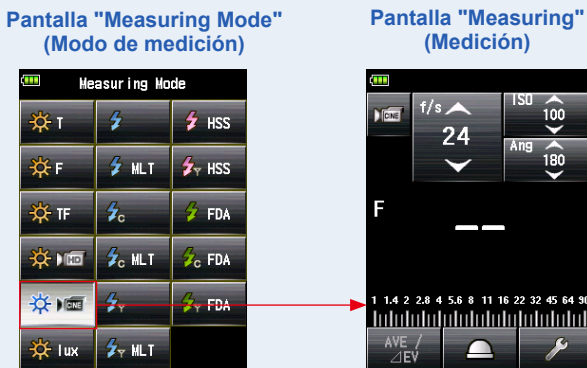 Pantalla "Measuring Mode"
(Modo de medición)
Measuring Mode
T
HSS
F
MLT
Y HSS
TF
C
FDA
HD
C MLT
C FDA
CINE
Y
Y FDA
lux
Y MLT
Pantalla "Measuring"
(Medición)
CINE
f/s
24
ISO
100
Ang
180
F
1 1.4 2 2.8 4 5.6 8 11 16 22 32 45 64 90
AVE /
⊿EV